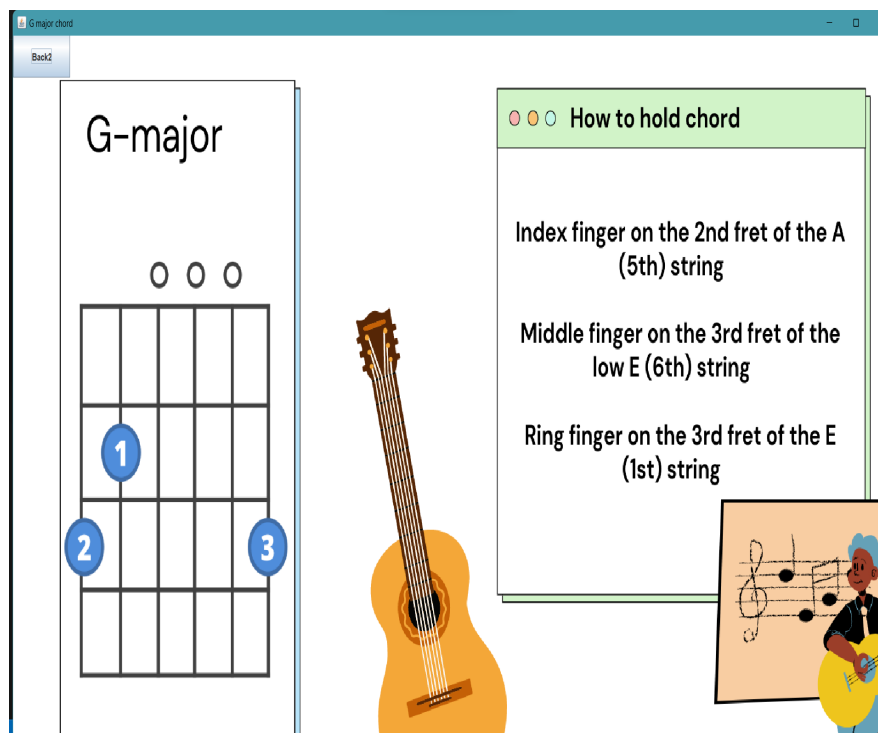 G major chord
Back2
G-major
1
2
3
How to hold chord
Index finger on the 2nd fret of the A
(5th) string
Middle finger on the 3rd fret of the
low E (6th) string
Ring finger on the 3rd fret of the E
(1st) string